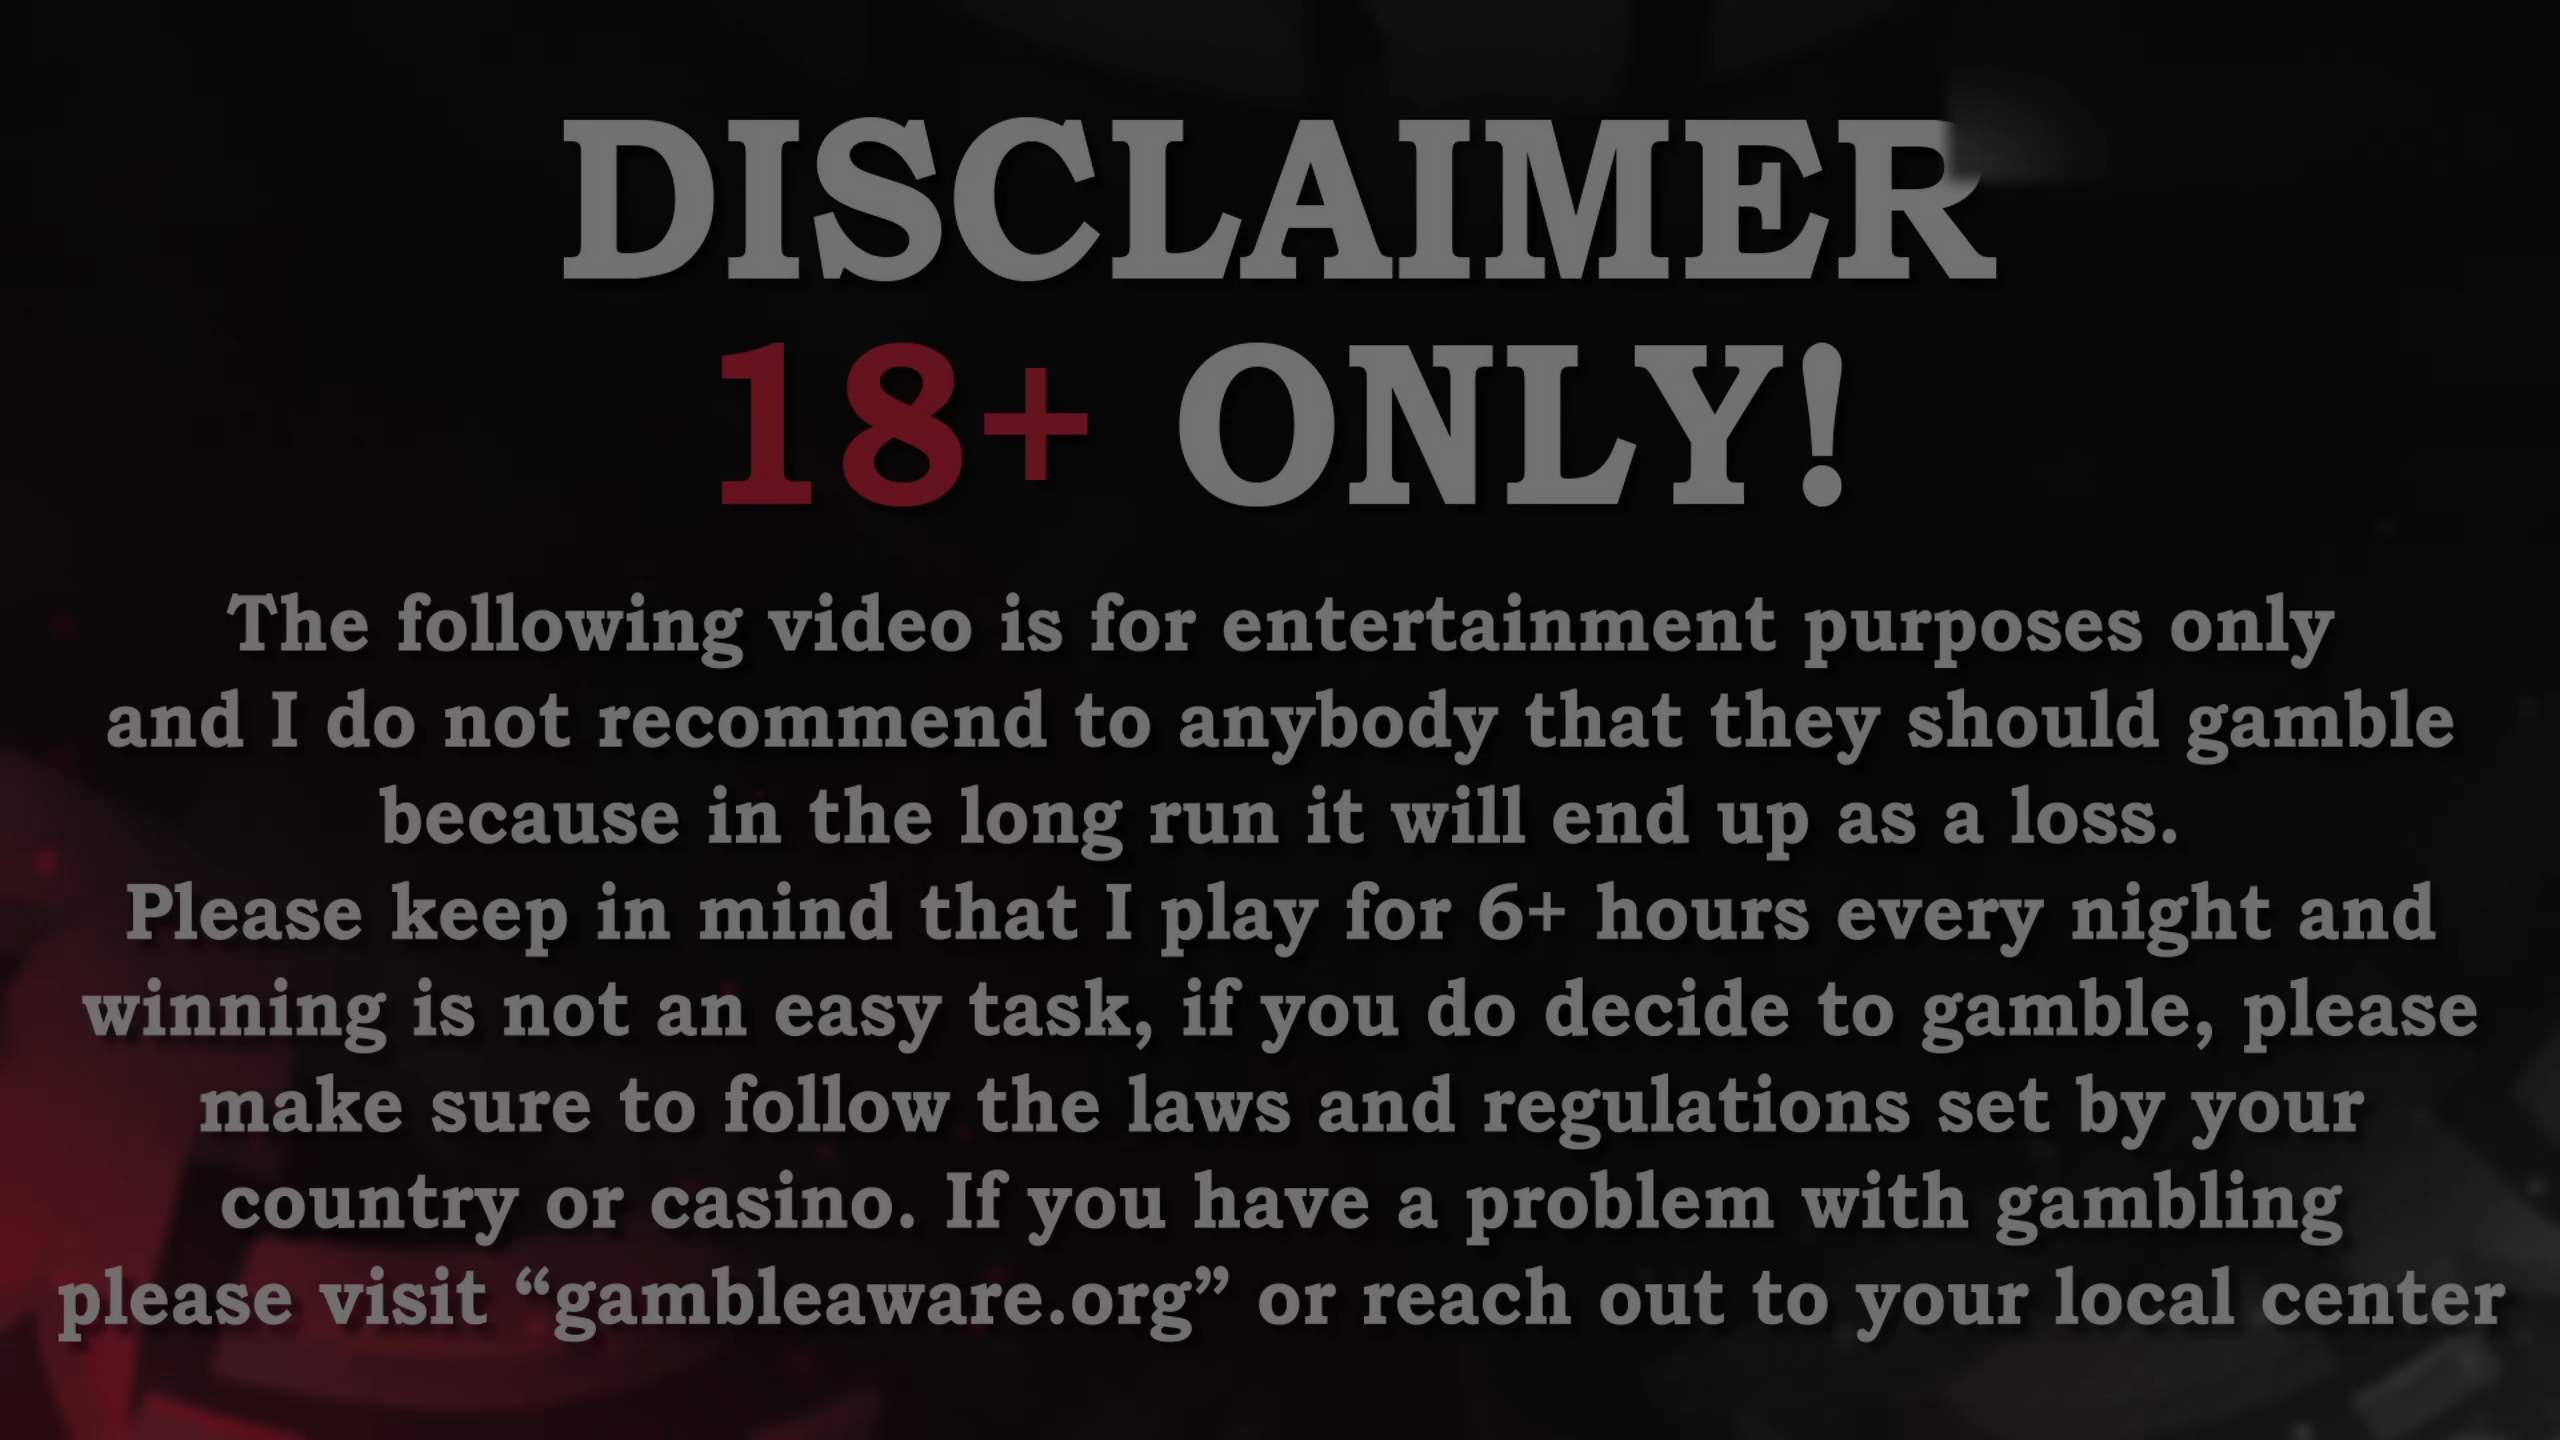 DISCLAIMER
18+ ONLY!
The following video is for entertainment purposes only
and I do not recommend to anybody that they should gamble
because in the long run it will end up as a loss.
Please keep in mind that I play for 6+ hours every night and
winning is not an easy task, if you do decide to gamble, please
make sure to follow the laws and regulations set by your
country or casino. If you have a problem with gambling
please visit “gambleaware.org” or reach out to your local center